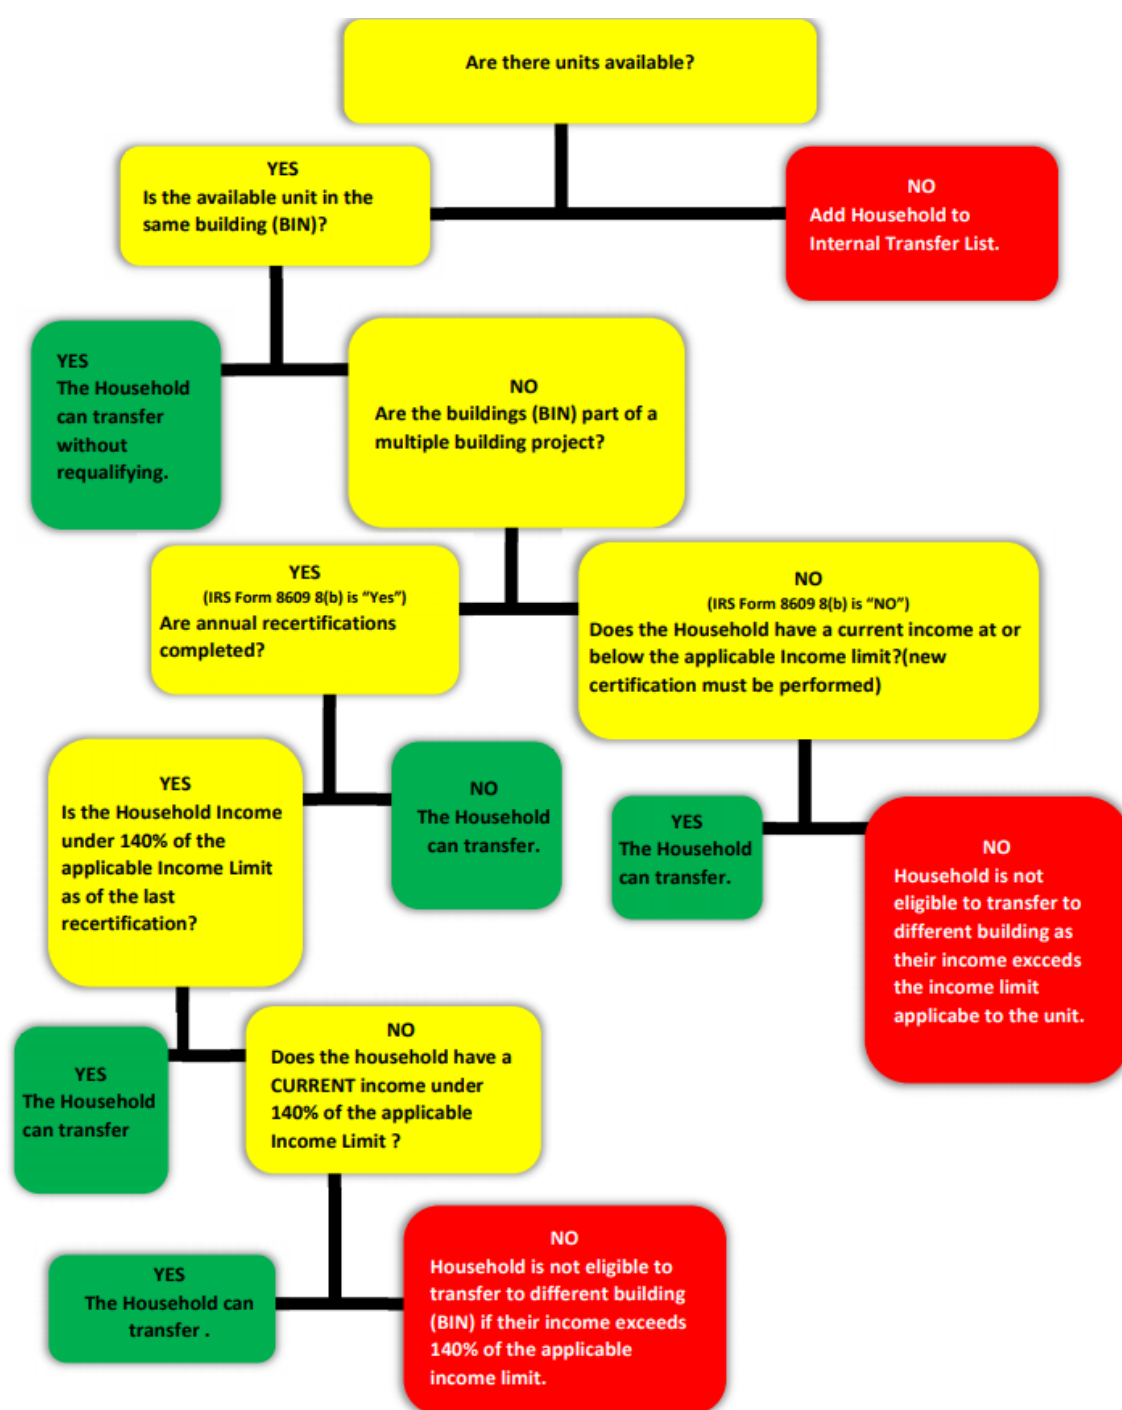 Are there units available?
YES
Is the available unit in the
same building (BIN)?
NO
Add Household to
Internal Transfer List.
YES
The Household
can transfer
without
requalifying.
NO
Are the buildings (BIN) part of a
multiple building project?
YES
(IRS Form 8609 8(b) is “Yes”)
Are annual recertifications
completed?
NO
(IRS Form 8609 8(b) is “NO”)
Does the Household have a current income at or
below the applicable Income limit?(new
certification must be performed)
YES
Is the Household Income
under 140% of the
applicable Income Limit
as of the last
recertification?
NO
The Household
can transfer.
YES
The Household
can transfer.
NO
Household is not
eligible to transfer to
different building as
their income excceds
the income limit
applicabe to the unit.
YES
The Household
can transfer
NO
Does the household have a
CURRENT income under
140% of the applicable
Income Limit ?
YES
The Household can
transfer .
NO
Household is not eligible to
transfer to different building
(BIN) if their income exceeds
140% of the applicable
income limit.